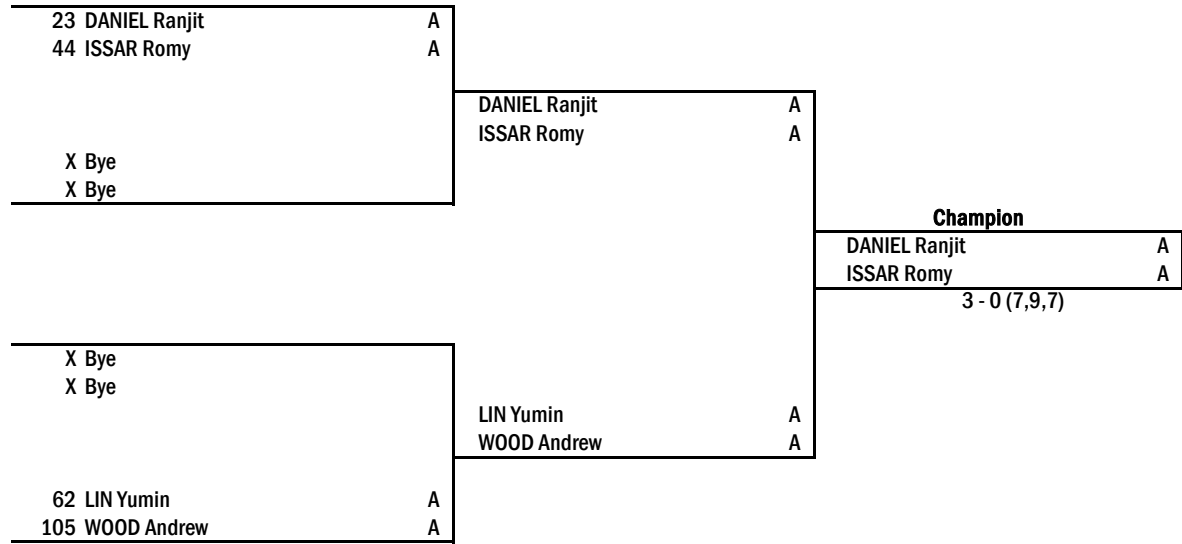 23 DANIEL Ranjit A
44 ISSAR Romy A
DANIEL Ranjit A
ISSAR Romy A
X Bye
X Bye
Champion
DANIEL Ranjit A
ISSAR Romy A
3 - 0 (7,9,7)
X Bye
X Bye
LIN Yumin A
WOOD Andrew A
62 LIN Yumin A
105 WOOD Andrew A